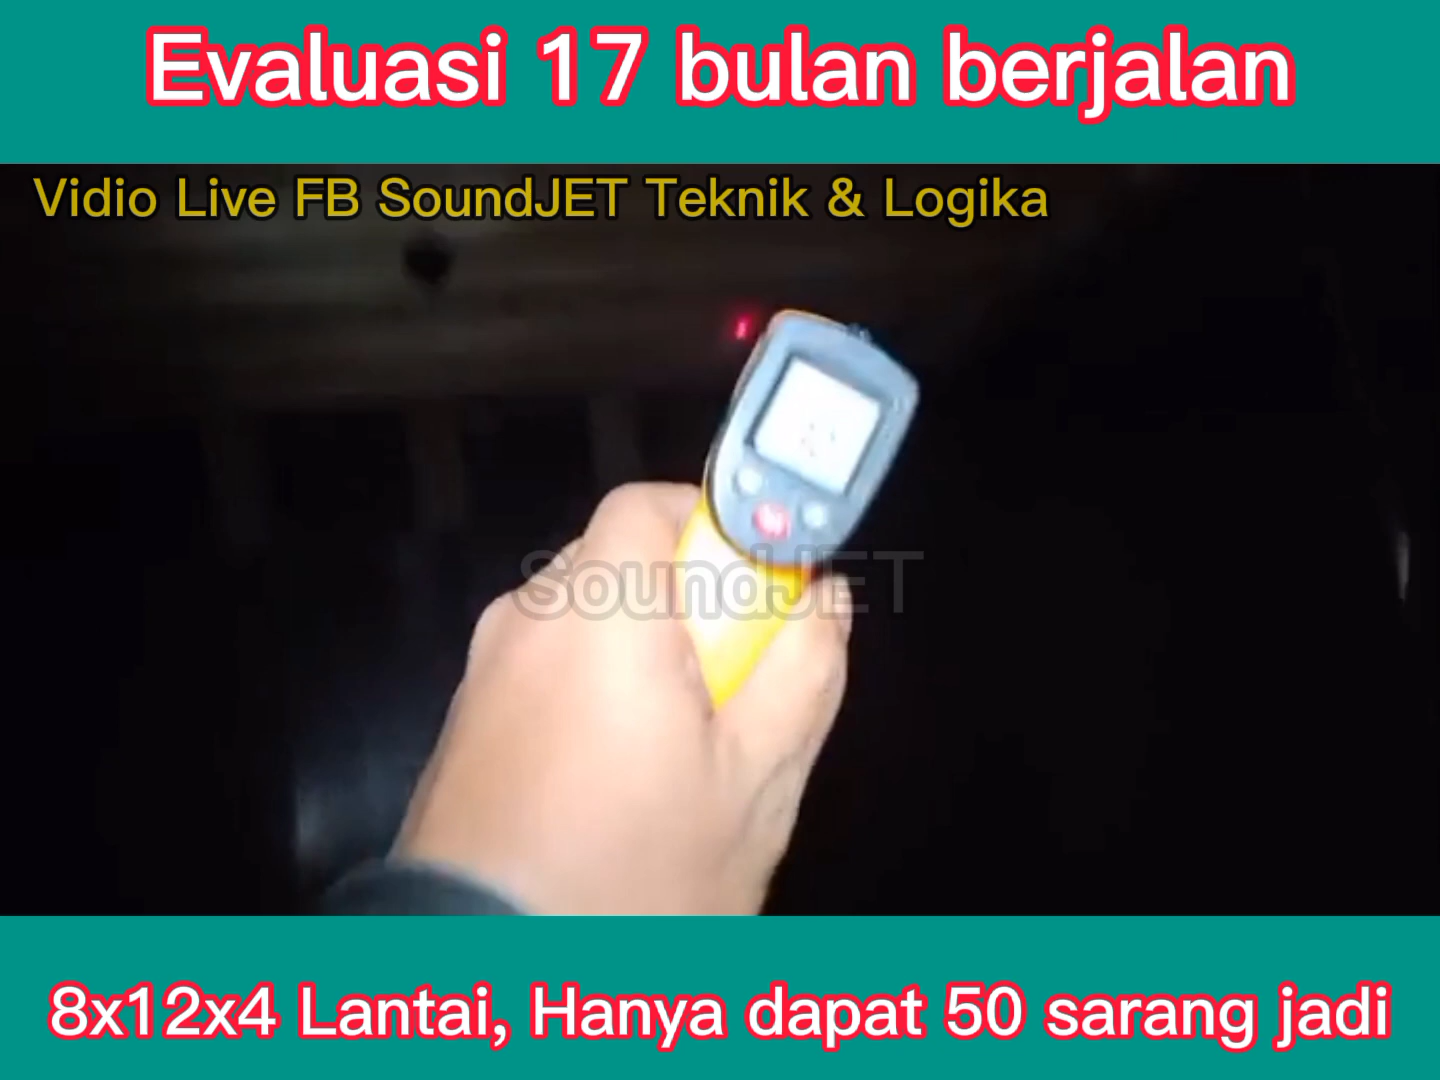 Evaluasi 17 bulan berjalan
Vidio Live FB SoundJET Teknik & Logika
SoundJET
8x12x4 Lantai, Hanya dapat 50 sarang jadi